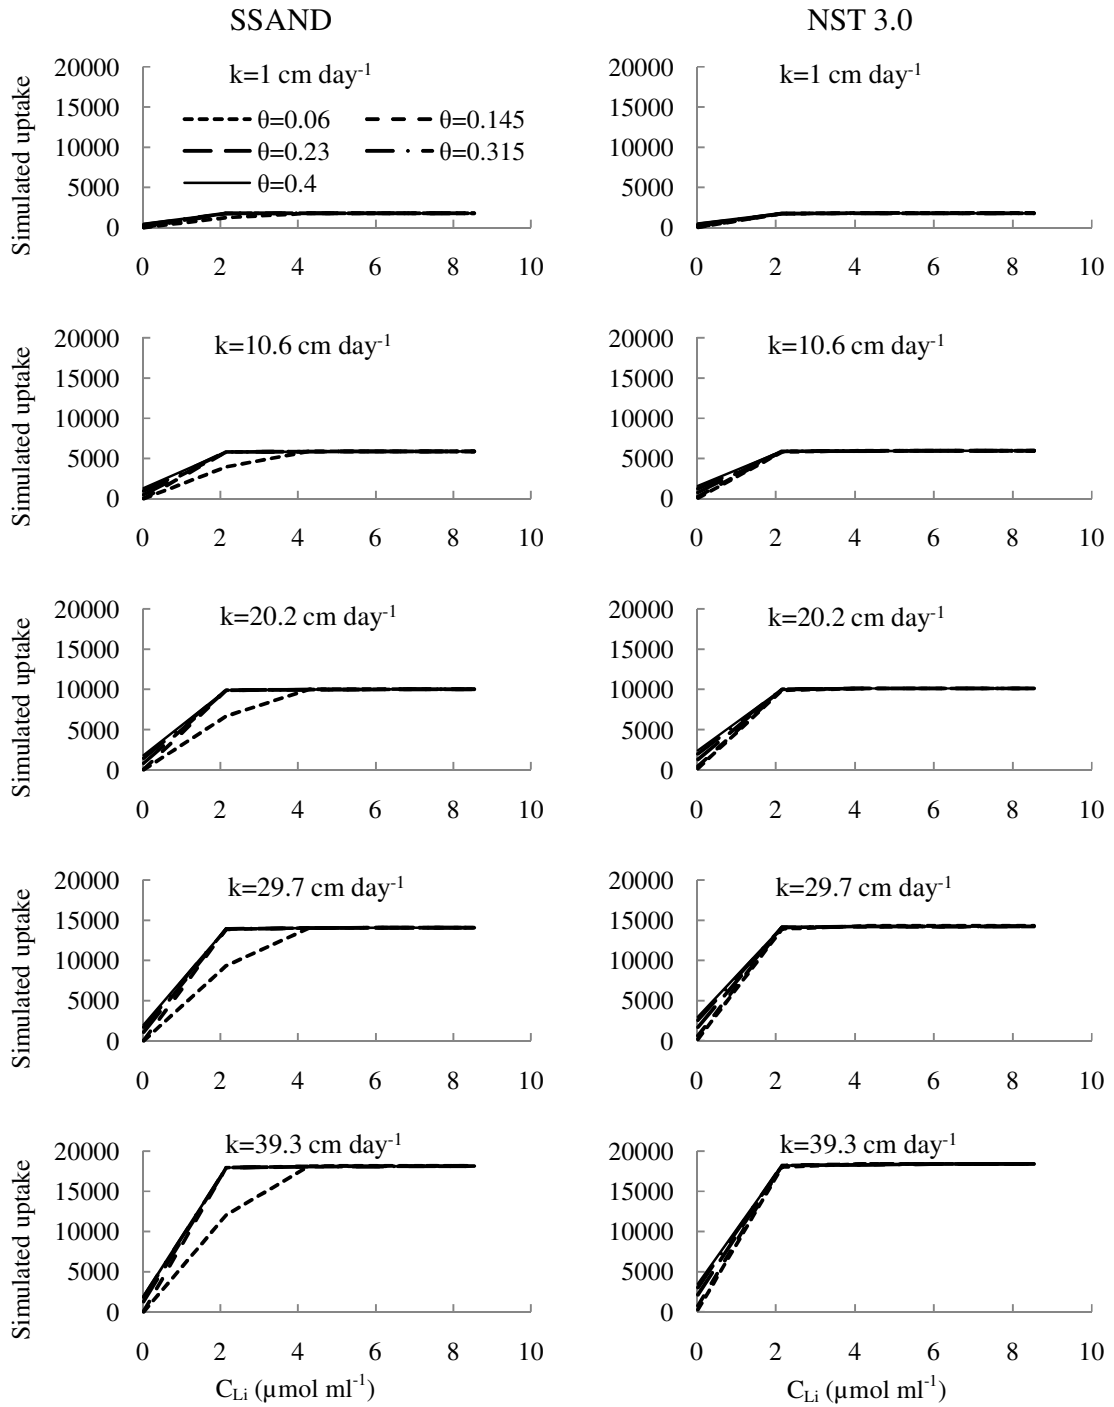 SSAND
NST 3.0
Simulated uptake
20000
15000
10000
5000
0
k=1 cm day⁻¹
θ=0.06
θ=0.145
θ=0.23
θ=0.315
θ=0.4
0 2 4 6 8 10
20000
15000
10000
5000
0
k=1 cm day⁻¹
0 2 4 6 8 10
Simulated uptake
20000
15000
10000
5000
0
k=10.6 cm day⁻¹
0 2 4 6 8 10
20000
15000
10000
5000
0
k=10.6 cm day⁻¹
0 2 4 6 8 10
Simulated uptake
20000
15000
10000
5000
0
k=20.2 cm day⁻¹
0 2 4 6 8 10
20000
15000
10000
5000
0
k=20.2 cm day⁻¹
0 2 4 6 8 10
Simulated uptake
20000
15000
10000
5000
0
k=29.7 cm day⁻¹
0 2 4 6 8 10
20000
15000
10000
5000
0
k=29.7 cm day⁻¹
0 2 4 6 8 10
Simulated uptake
20000
15000
10000
5000
0
k=39.3 cm day⁻¹
0 2 4 6 8 10
C_Li (µmol ml⁻¹)
20000
15000
10000
5000
0
k=39.3 cm day⁻¹
0 2 4 6 8 10
C_Li (µmol ml⁻¹)